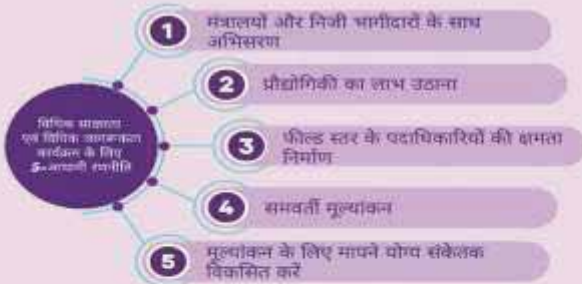 विधिक साक्षरता
एवं विधिक जागरूकता
कार्यक्रम के लिए
5-आयामी रणनीति
1
मंत्रालयों और निजी भागीदारों के साथ
अभिसरण
2
प्रौद्योगिकी का लाभ उठाना
3
फील्ड स्तर के पदाधिकारियों की क्षमता
निर्माण
4
समवर्ती मूल्यांकन
5
मूल्यांकन के लिए मापने योग्य संकेतक
विकसित करें